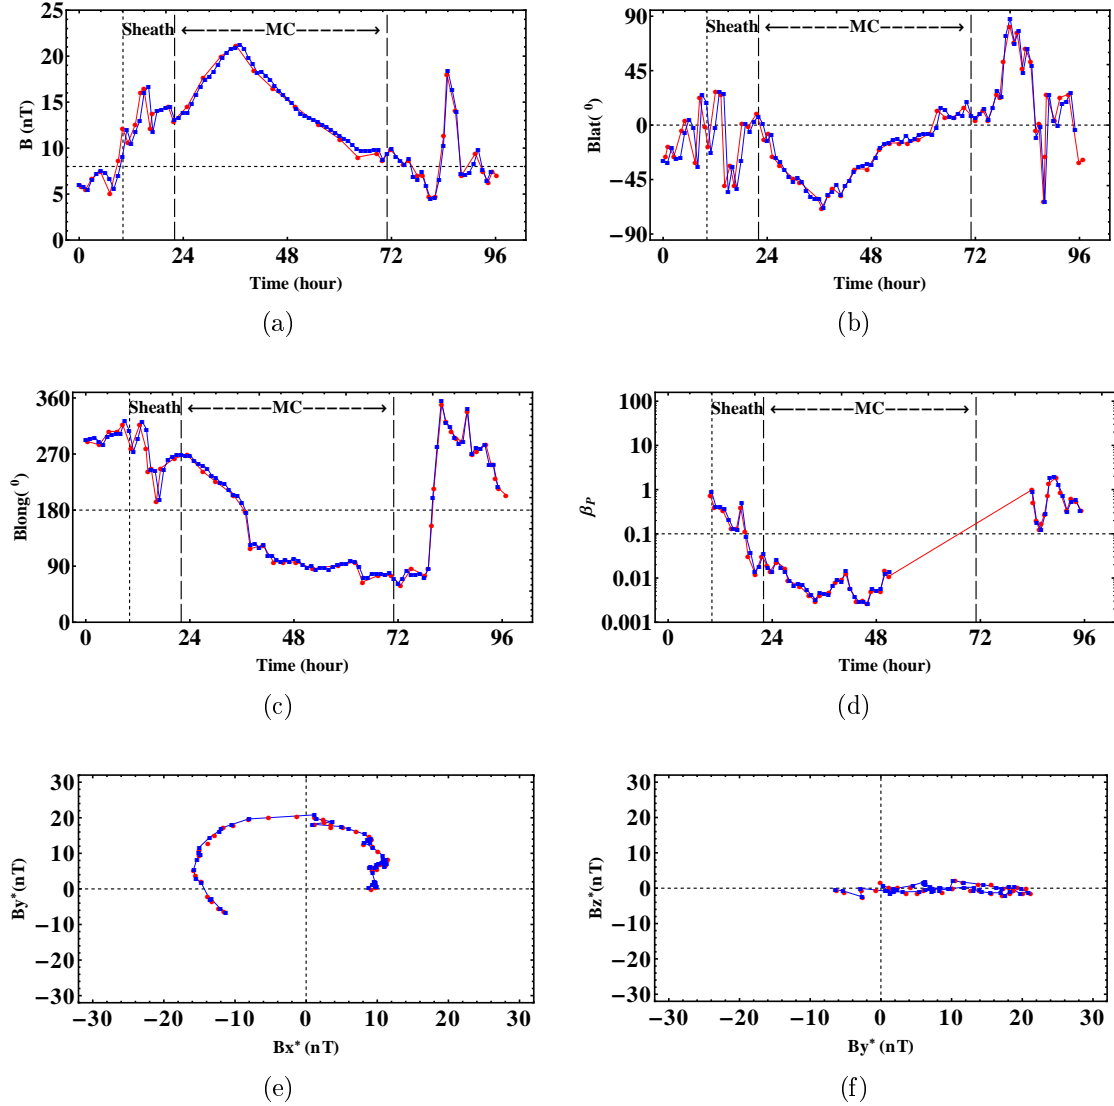 25
20
15
10
5
0
B (nT)
Sheath
MC
0 24 48 72 96
Time (hour)
(a)
90
45
0
−45
−90
Blat( ⁰)
Sheath
MC
0 24 48 72 96
Time (hour)
(b)
360
270
180
90
0
Blong( ⁰)
Sheath
MC
0 24 48 72 96
Time (hour)
(c)
100
10
1
0.1
0.01
0.001
βP
Sheath
MC
0 24 48 72 96
Time (hour)
(d)
30
20
10
0
−10
−20
−30
By* (nT)
−30 −20 −10 0 10 20 30
Bx* (nT)
(e)
30
20
10
0
−10
−20
−30
Bz* (nT)
−30 −20 −10 0 10 20 30
By* (nT)
(f)